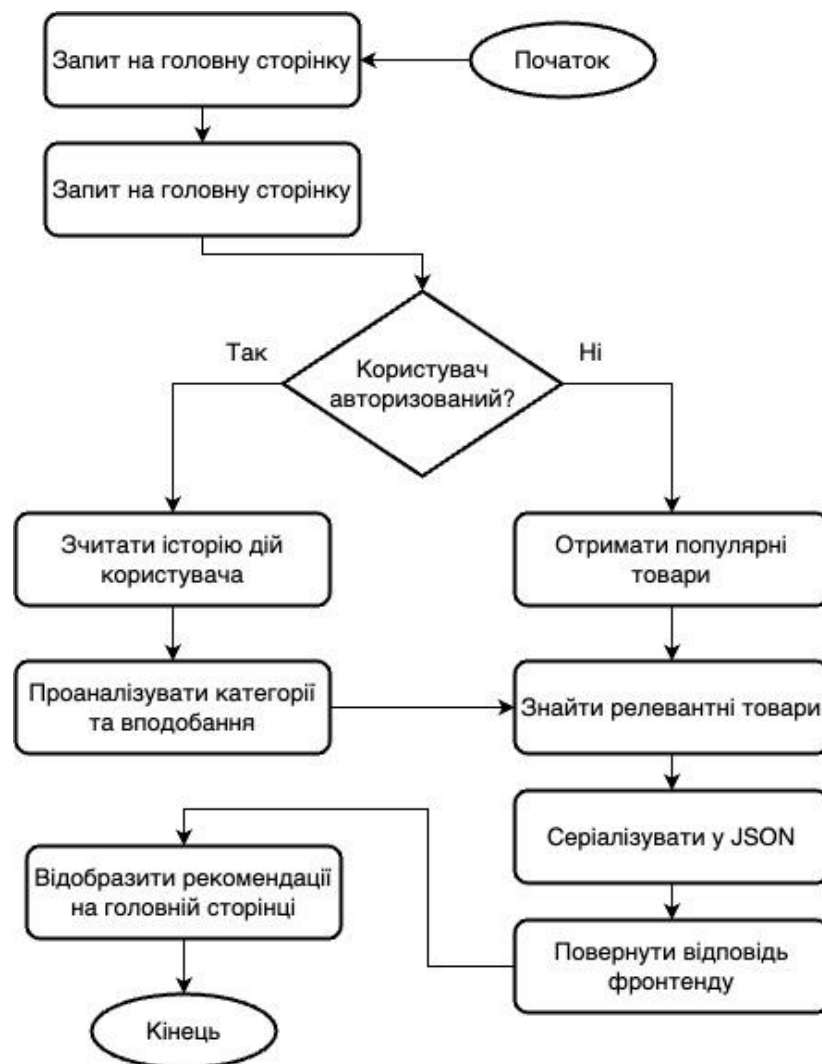 Початок
Запит на головну сторінку
Запит на головну сторінку
Користувач
авторизований?
Так
Ні
Зчитати історію дій
користувача
Отримати популярні
товари
Проаналізувати категорії
та вподобання
Знайти релевантні товари
Серіалізувати у JSON
Повернути відповідь
фронтенду
Відобразити рекомендації
на головній сторінці
Кінець